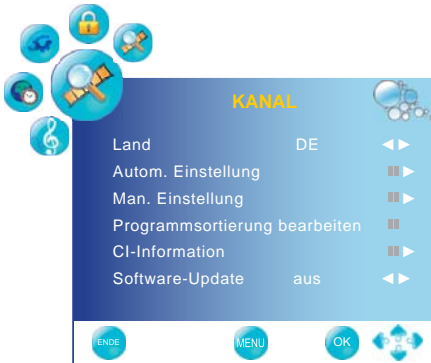 KANAL
Land DE
Autom. Einstellung
Man. Einstellung
Programmsortierung bearbeiten
CI-Information
Software-Update aus
ENDE MENU OK